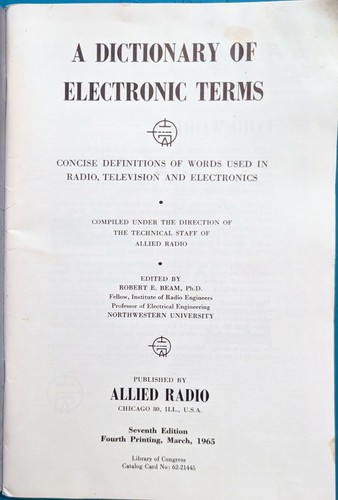 A DICTIONARY OF
ELECTRONIC TERMS
CONCISE DEFINITIONS OF WORDS USED IN
RADIO, TELEVISION AND ELECTRONICS
COMPILED UNDER THE DIRECTION OF
THE TECHNICAL STAFF OF
ALLIED RADIO
EDITED BY
ROBERT E. BEAM, Ph.D.
Fellow, Institute of Radio Engineers
Professor of Electrical Engineering
NORTHWESTERN UNIVERSITY
PUBLISHED BY
ALLIED RADIO
CHICAGO 80, ILL., U.S.A.
Seventh Edition
Fourth Printing, March, 1965
Library of Congress
Catalog Card No: 62-21445